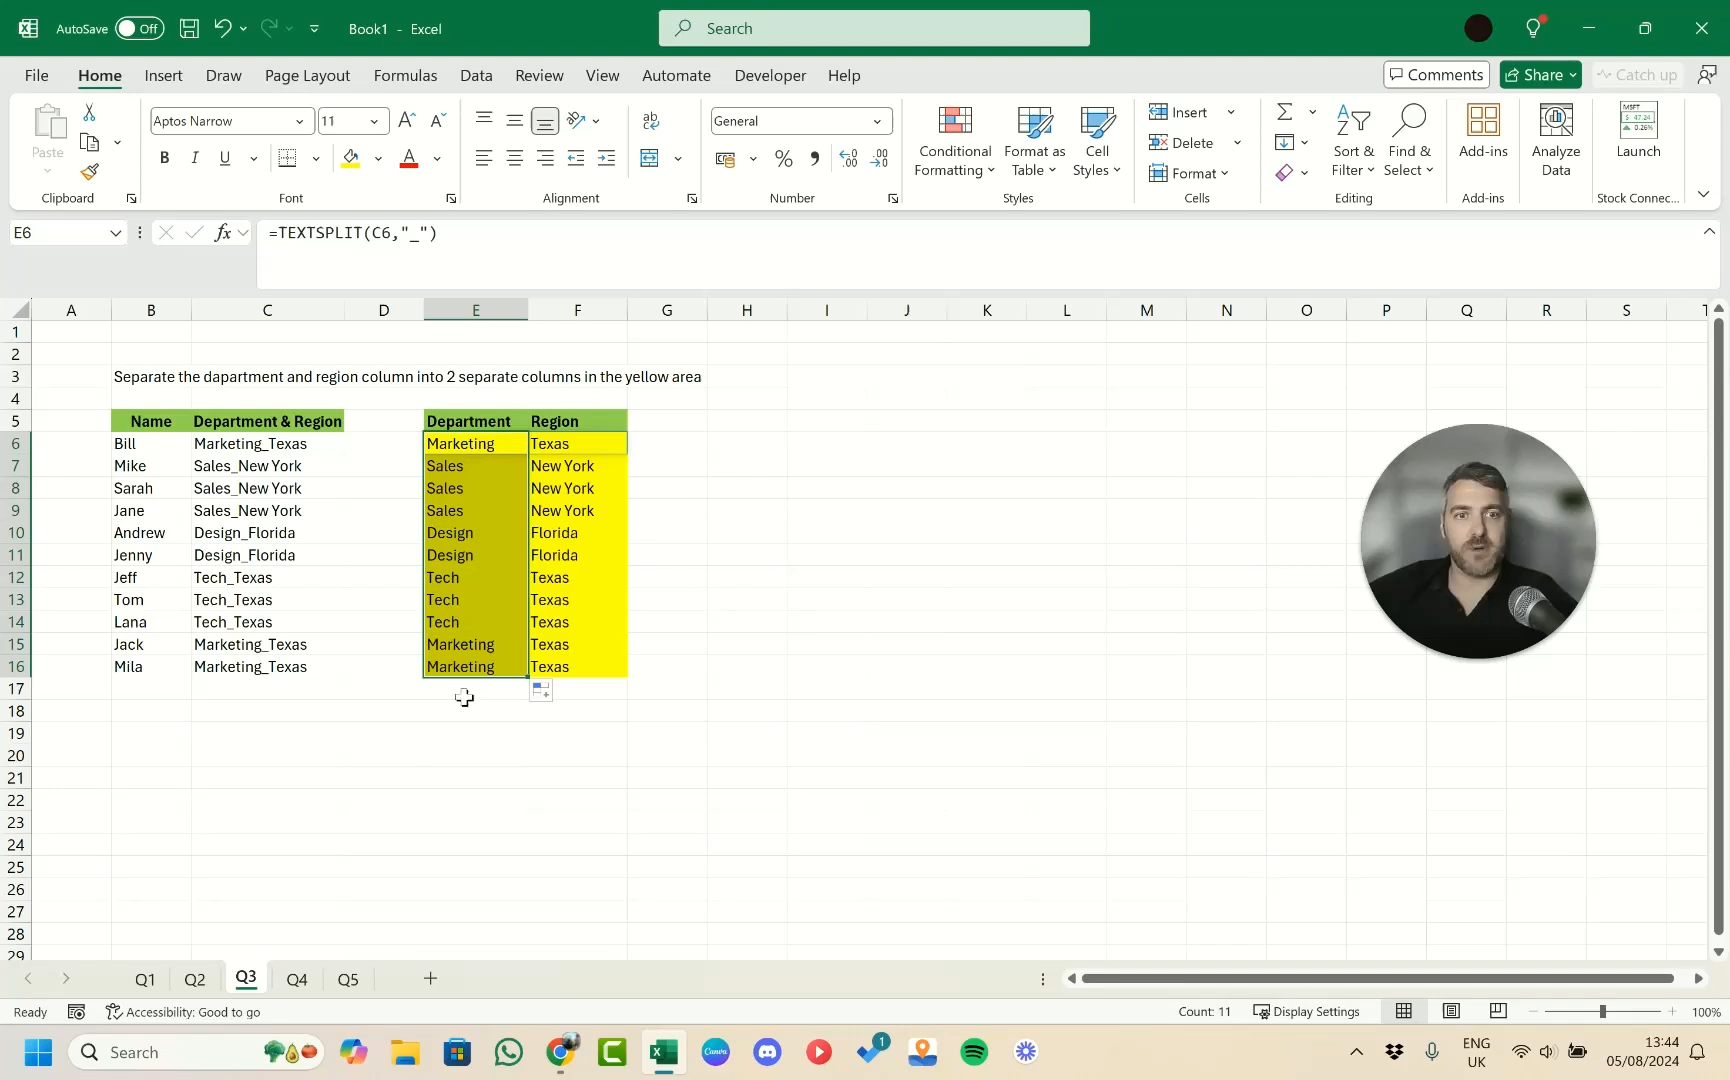 AutoSave Off Book1 - Excel Search
File Home Insert Draw Page Layout Formulas Data Review View Automate Developer Help Comments Share Catch up
Paste Aptos Narrow 11 General Conditional Formatting Format as Table Cell Styles Insert Delete Format Sort & Filter Find & Select Add-ins Analyze Data MSFT $ 47.24 0.26% Launch
Clipboard Font Alignment Number Styles Cells Editing Add-ins Stock Connec...
E6 fx =TEXTSPLIT(C6,"_")
A B C D E F G H I J K L M N O P Q R S T
1
2
3 Separate the dapartment and region column into 2 separate columns in the yellow area
4
5 Name Department & Region Department Region
6 Bill Marketing_Texas Marketing Texas
7 Mike Sales_New York Sales New York
8 Sarah Sales_New York Sales New York
9 Jane Sales_New York Sales New York
10 Andrew Design_Florida Design Florida
11 Jenny Design_Florida Design Florida
12 Jeff Tech_Texas Tech Texas
13 Tom Tech_Texas Tech Texas
14 Lana Tech_Texas Tech Texas
15 Jack Marketing_Texas Marketing Texas
16 Mila Marketing_Texas Marketing Texas
17
18
19
20
21
22
23
24
25
26
27
28
29
Q1 Q2 Q3 Q4 Q5
Ready Accessibility: Good to go Count: 11 Display Settings 100%
Search Canva 1 ENG UK 13:44 05/08/2024